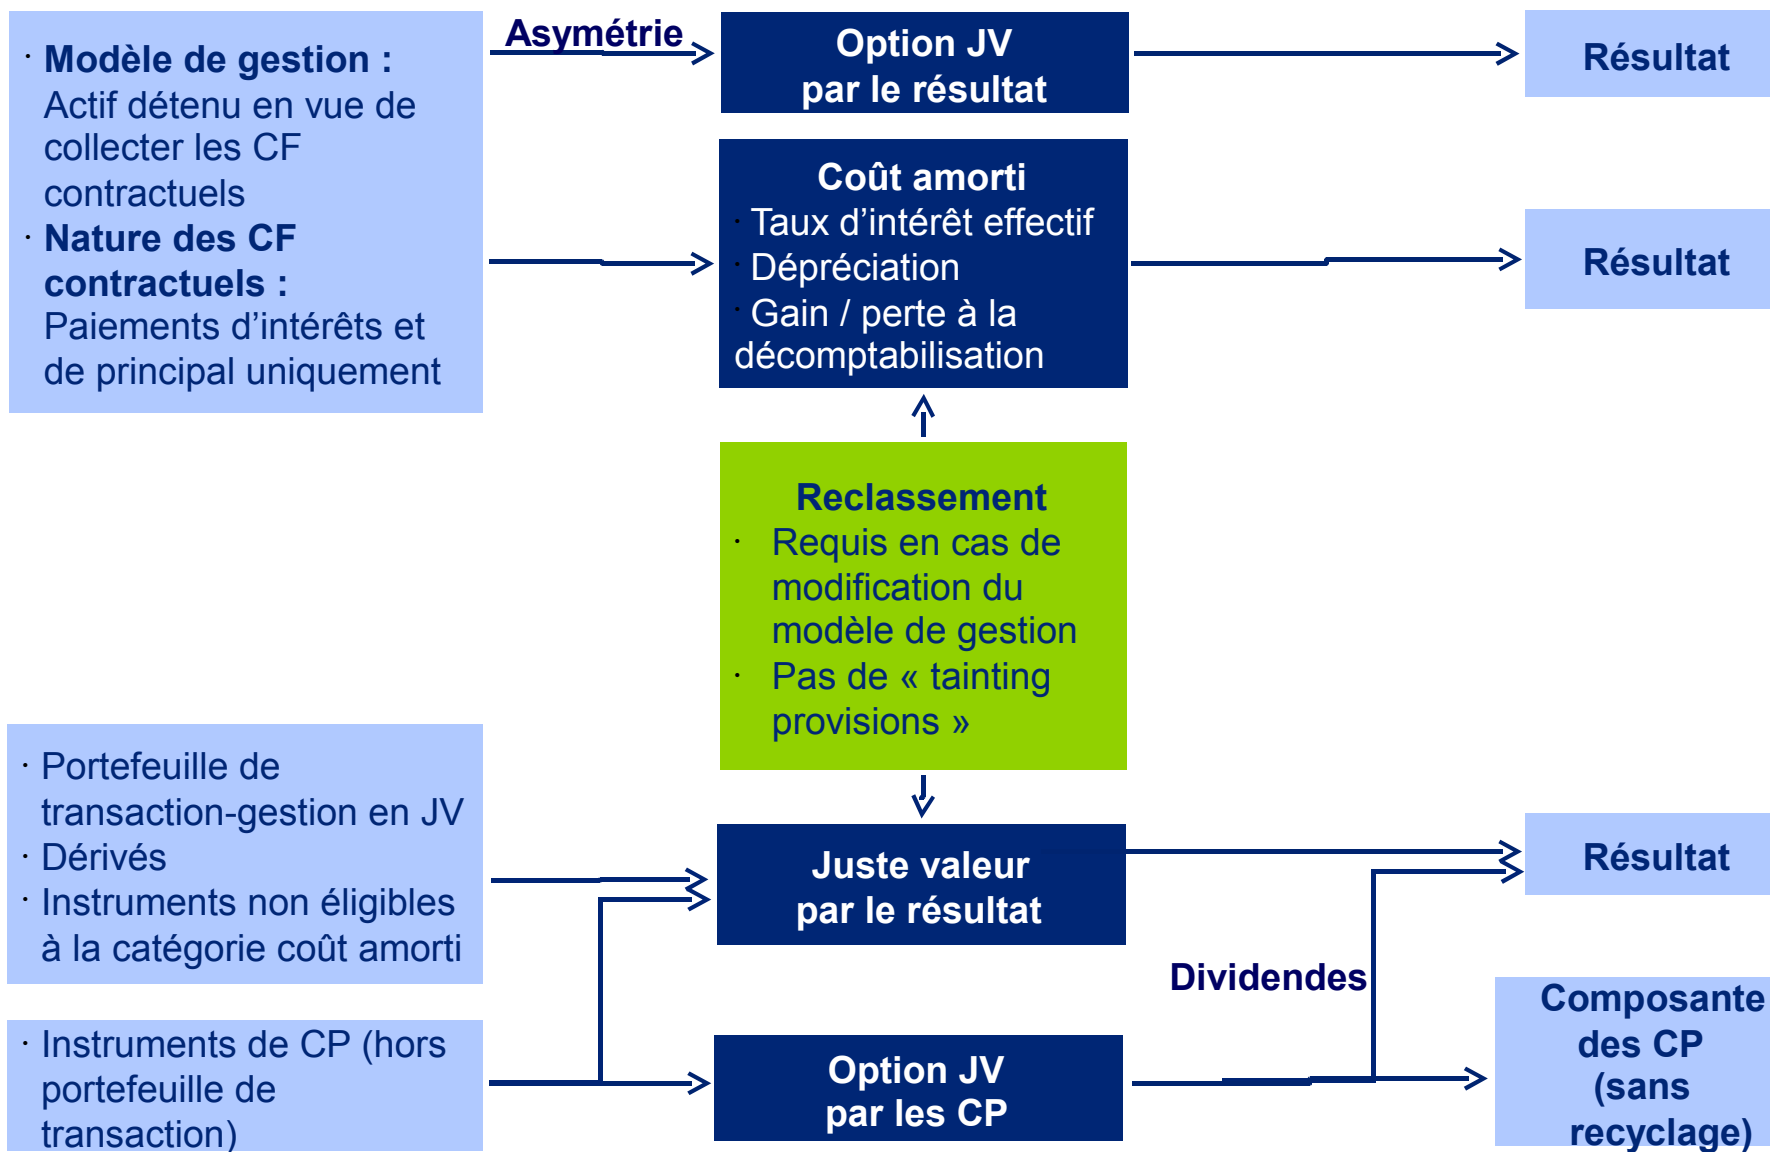 · Modèle de gestion :
Actif détenu en vue de
collecter les CF
contractuels
· Nature des CF
contractuels :
Paiements d’intérêts et
de principal uniquement
Asymétrie
Option JV
par le résultat
Résultat
Coût amorti
· Taux d’intérêt effectif
· Dépréciation
· Gain / perte à la
décomptabilisation
Résultat
Reclassement
· Requis en cas de
modification du
modèle de gestion
· Pas de « tainting
provisions »
· Portefeuille de
transaction-gestion en JV
· Dérivés
· Instruments non éligibles
à la catégorie coût amorti
Juste valeur
par le résultat
Résultat
Dividendes
· Instruments de CP (hors
portefeuille de
transaction)
Option JV
par les CP
Composante
des CP
(sans
recyclage)